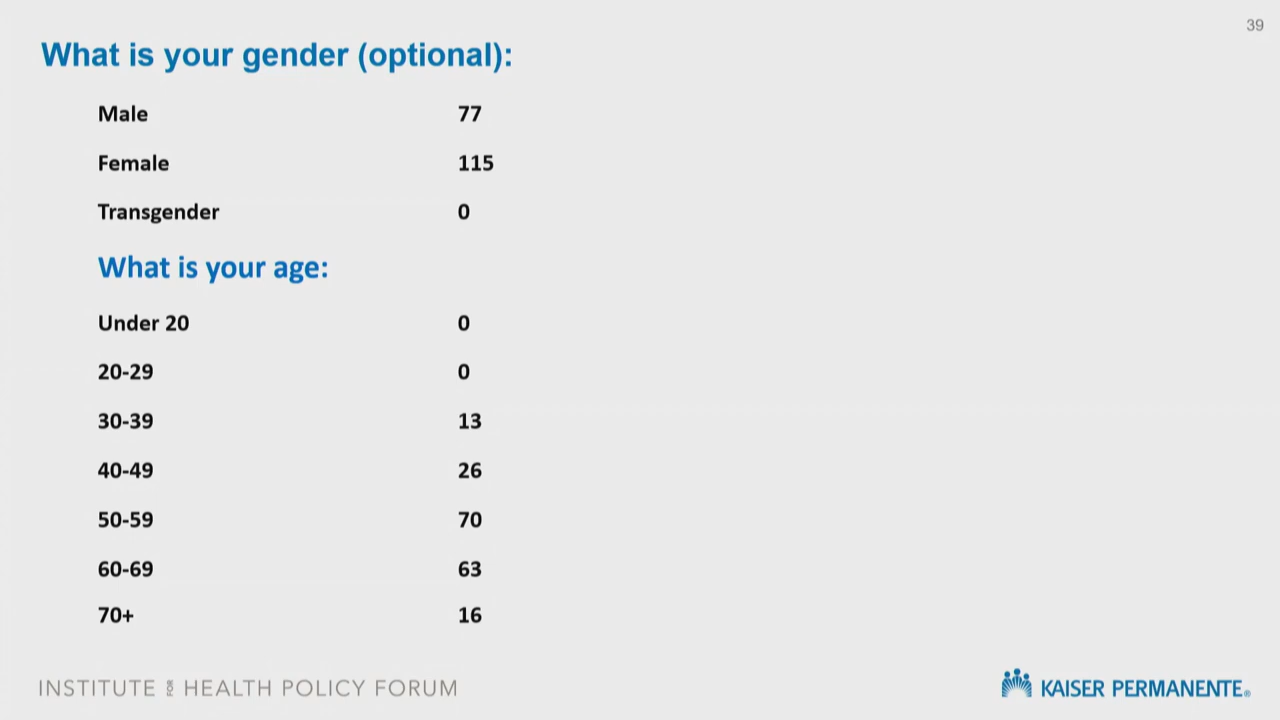 39
What is your gender (optional):
Male 77
Female 115
Transgender 0
What is your age:
Under 20 0
20-29 0
30-39 13
40-49 26
50-59 70
60-69 63
70+ 16
INSTITUTE FOR HEALTH POLICY FORUM
KAISER PERMANENTE®